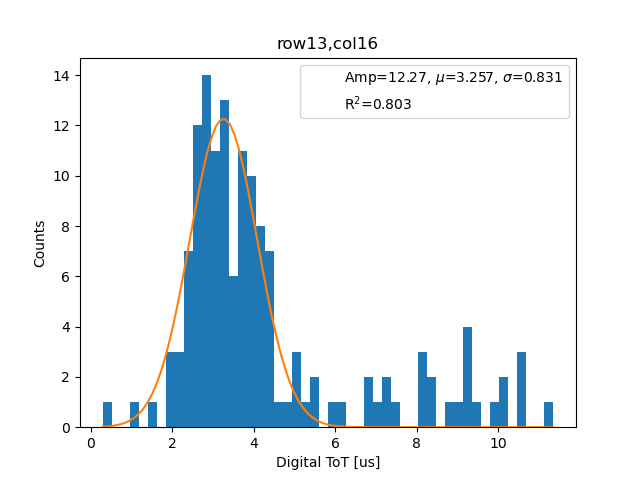 row13,col16
Amp=12.27, μ=3.257, σ=0.831
R²=0.803
14
12
10
8
6
4
2
0
Counts
0 2 4 6 8 10
Digital ToT [us]